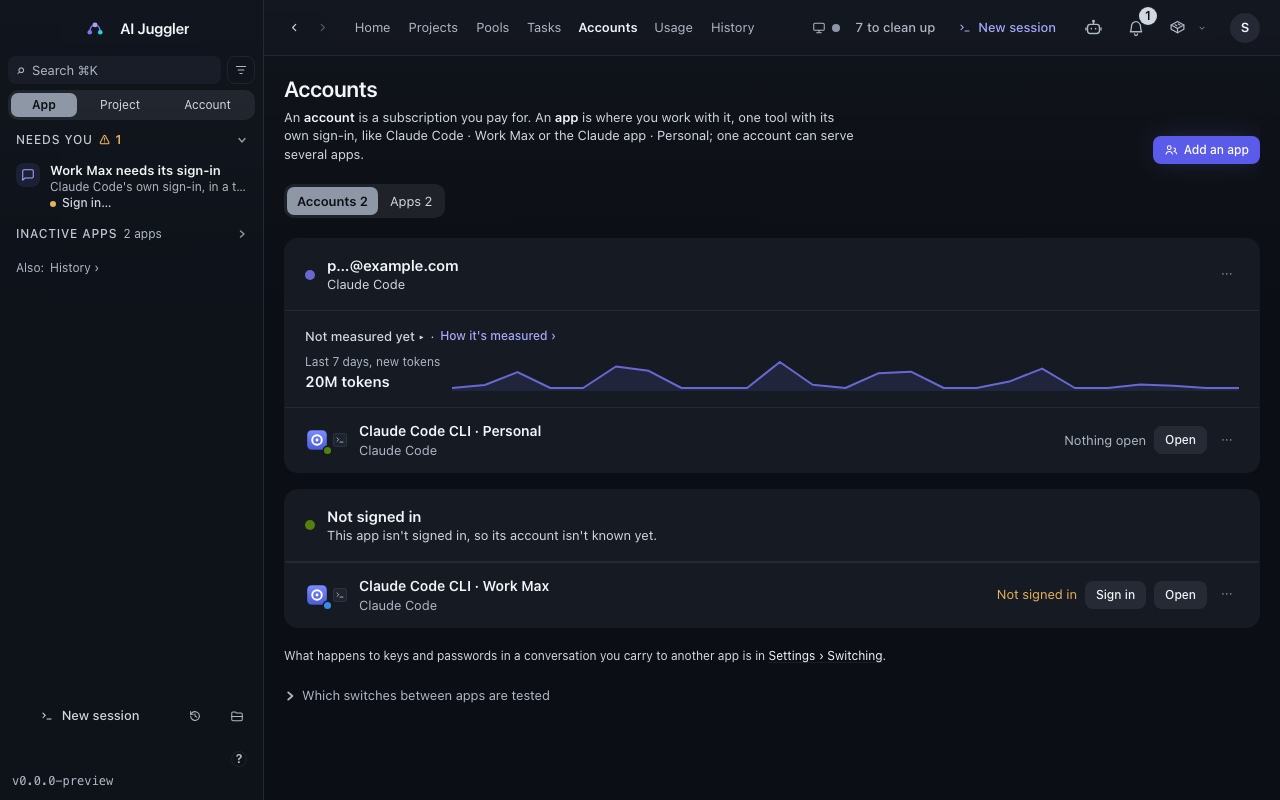 AI Juggler
Home Projects Pools Tasks Accounts Usage History
7 to clean up
New session
1
S
Search ⌘K
App Project Account
NEEDS YOU 1
Work Max needs its sign-in
Claude Code's own sign-in, in a t...
Sign in...
INACTIVE APPS 2 apps
Also: History ›
New session
?
v0.0.0-preview
Accounts
An account is a subscription you pay for. An app is where you work with it, one tool with its
own sign-in, like Claude Code · Work Max or the Claude app · Personal; one account can serve
several apps.
Add an app
Accounts 2 Apps 2
p...@example.com
Claude Code
Not measured yet ▸ · How it's measured ›
Last 7 days, new tokens
20M tokens
Claude Code CLI · Personal
Claude Code
Nothing open
Open
Not signed in
This app isn't signed in, so its account isn't known yet.
Claude Code CLI · Work Max
Claude Code
Not signed in
Sign in
Open
What happens to keys and passwords in a conversation you carry to another app is in Settings › Switching.
Which switches between apps are tested